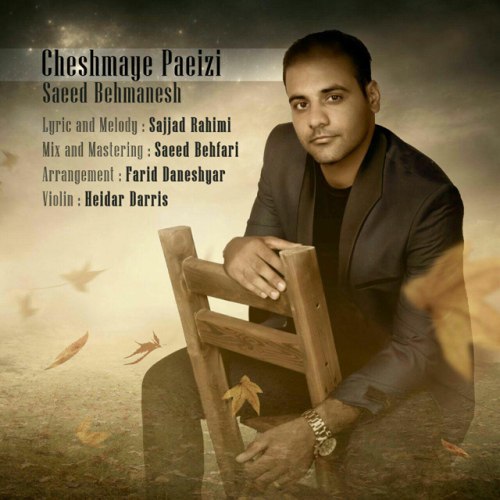 Cheshmaye Paeizi
Saeed Behmanesh
Lyric and Melody : Sajjad Rahimi
Mix and Mastering : Saeed Behfari
Arrangement : Farid Daneshyar
Violin : Heidar Darris